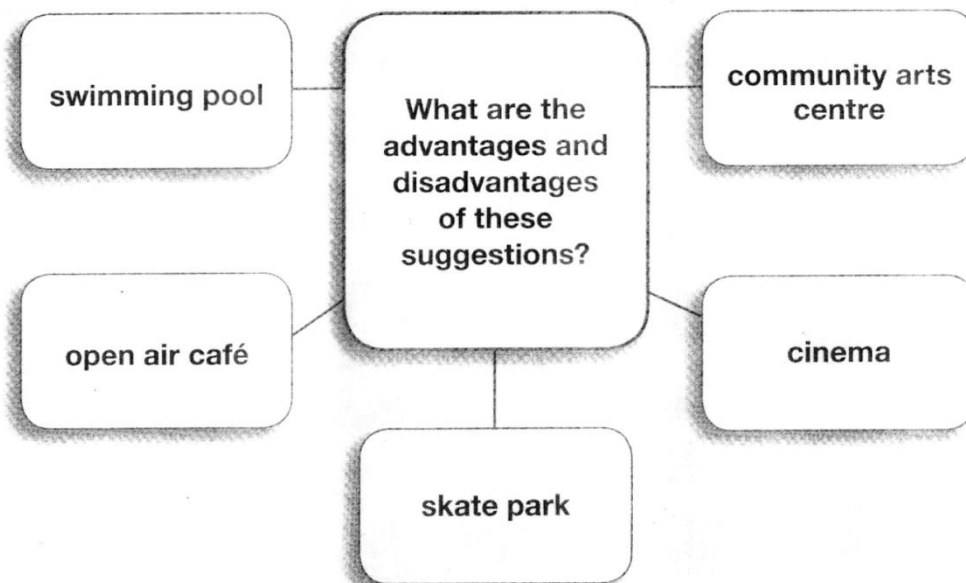 swimming pool
What are the
advantages and
disadvantages
of these
suggestions?
community arts
centre
open air café
cinema
skate park